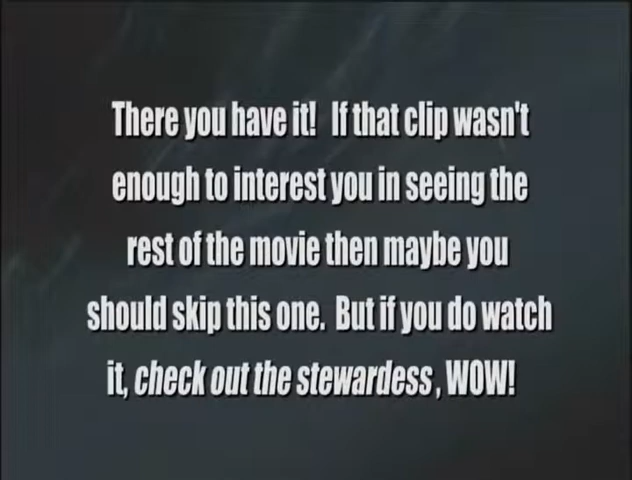 There you have it! If that clip wasn't
enough to interest you in seeing the
rest of the movie then maybe you
should skip this one. But if you do watch
it, check out the stewardess, WOW!